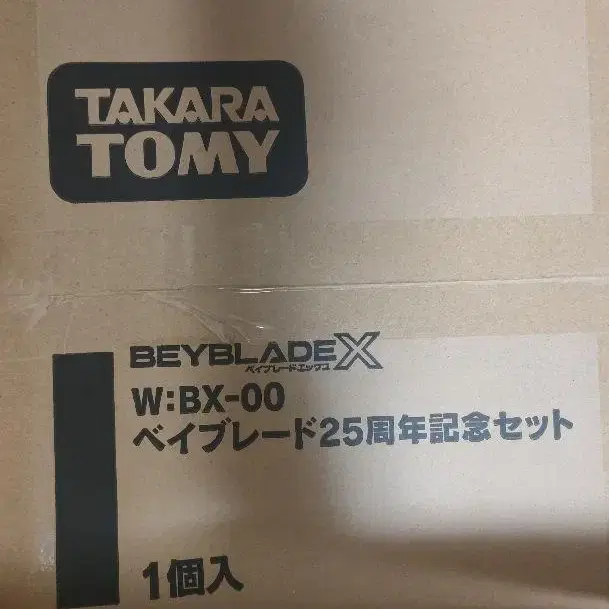 TAKARA
TOMY
BEYBLADE X
ベイブレードエックス
W:BX-00
ベイブレード25周年記念セット
1個入